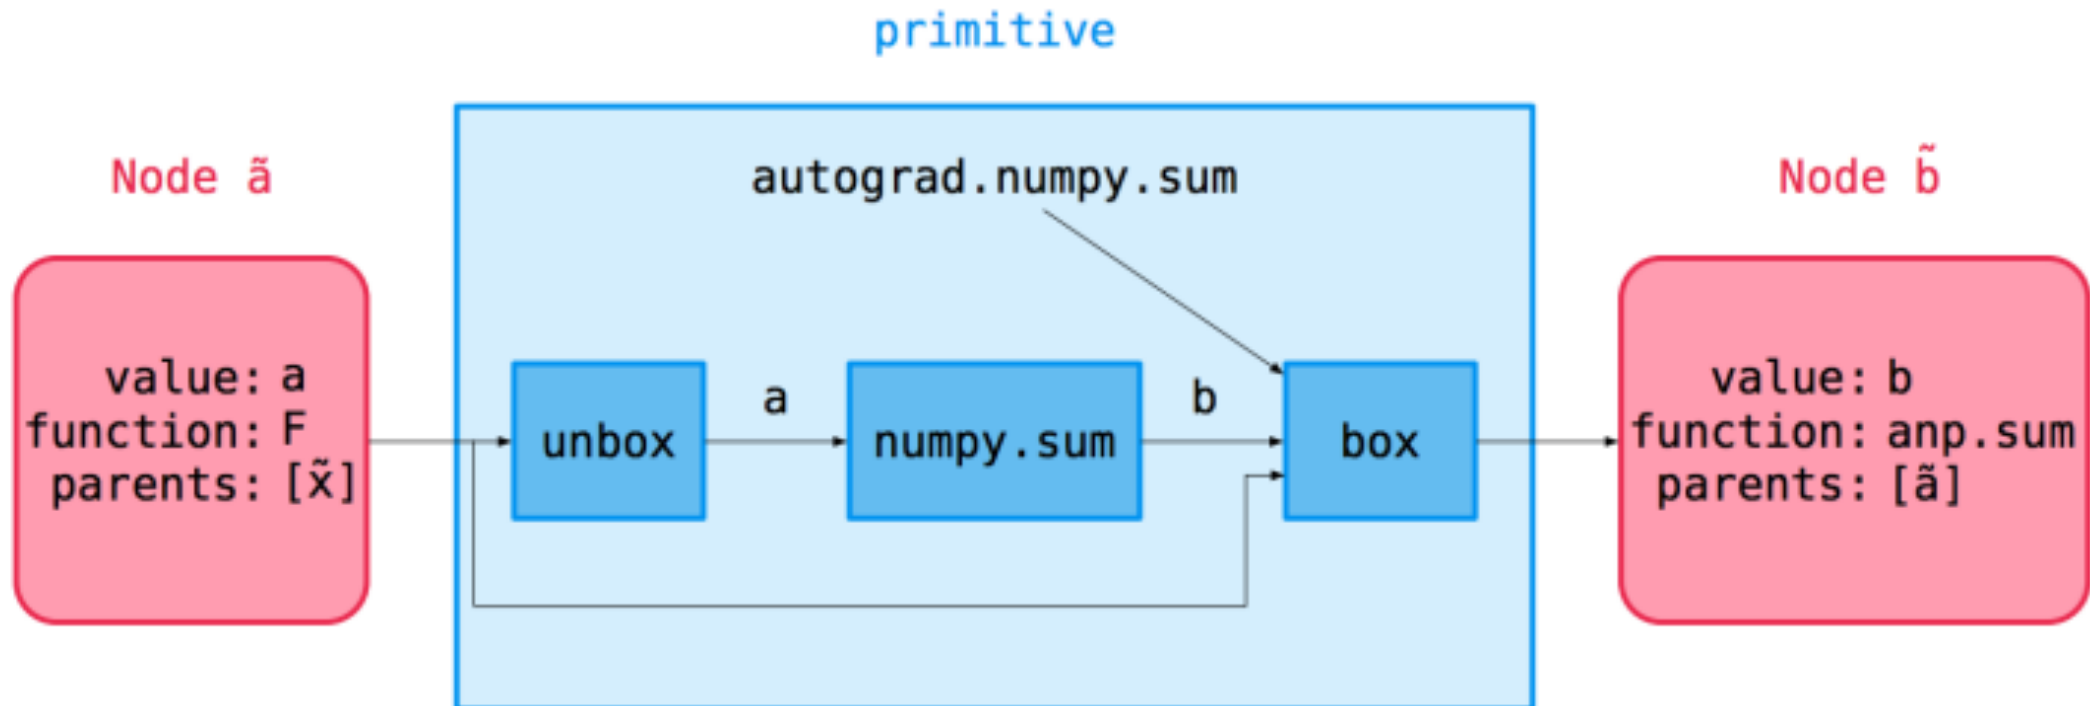 primitive
Node ã
autograd.numpy.sum
Node b̃
value: a
function: F
parents: [x̃]
unbox
a
numpy.sum
b
box
value: b
function: anp.sum
parents: [ã]